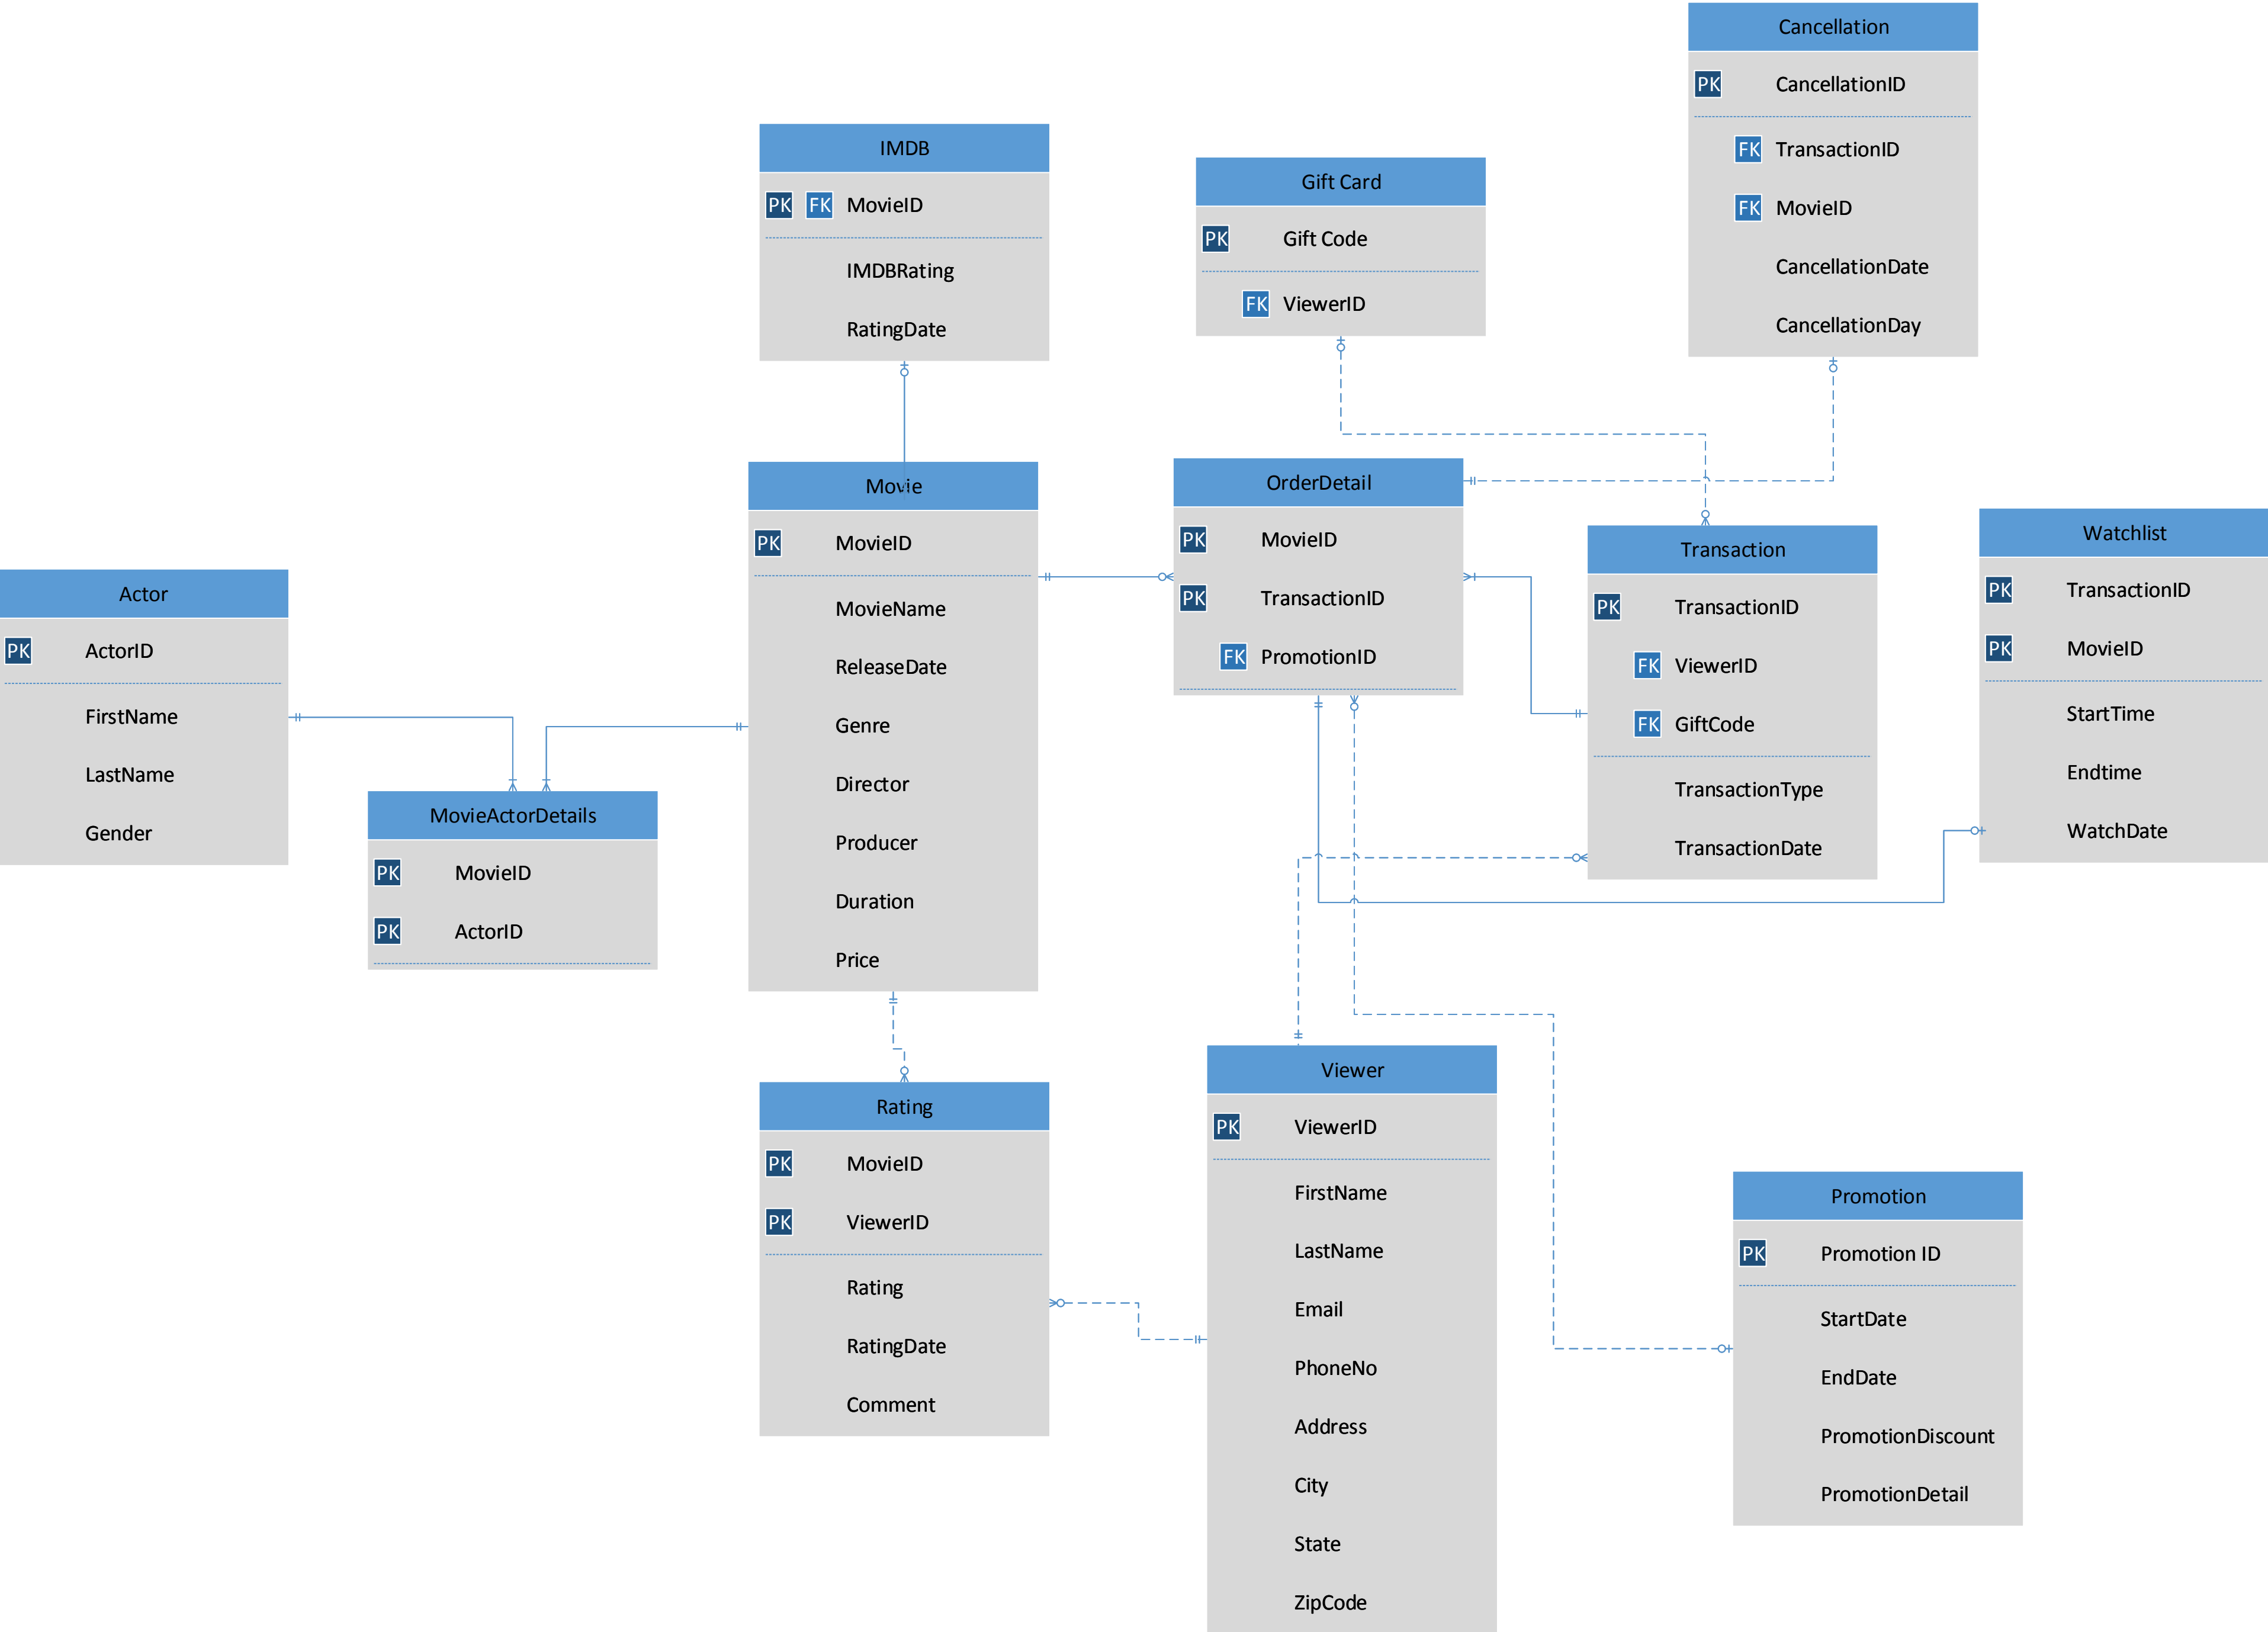 Cancellation
PK CancellationID
FK TransactionID
FK MovieID
CancellationDate
CancellationDay
IMDB
PK FK MovieID
IMDBRating
RatingDate
Gift Card
PK Gift Code
FK ViewerID
Movie
PK MovieID
MovieName
ReleaseDate
Genre
Director
Producer
Duration
Price
OrderDetail
PK MovieID
PK TransactionID
FK PromotionID
Transaction
PK TransactionID
FK ViewerID
FK GiftCode
TransactionType
TransactionDate
Watchlist
PK TransactionID
PK MovieID
StartTime
Endtime
WatchDate
Actor
PK ActorID
FirstName
LastName
Gender
MovieActorDetails
PK MovieID
PK ActorID
Rating
PK MovieID
PK ViewerID
Rating
RatingDate
Comment
Viewer
PK ViewerID
FirstName
LastName
Email
PhoneNo
Address
City
State
ZipCode
Promotion
PK Promotion ID
StartDate
EndDate
PromotionDiscount
PromotionDetail